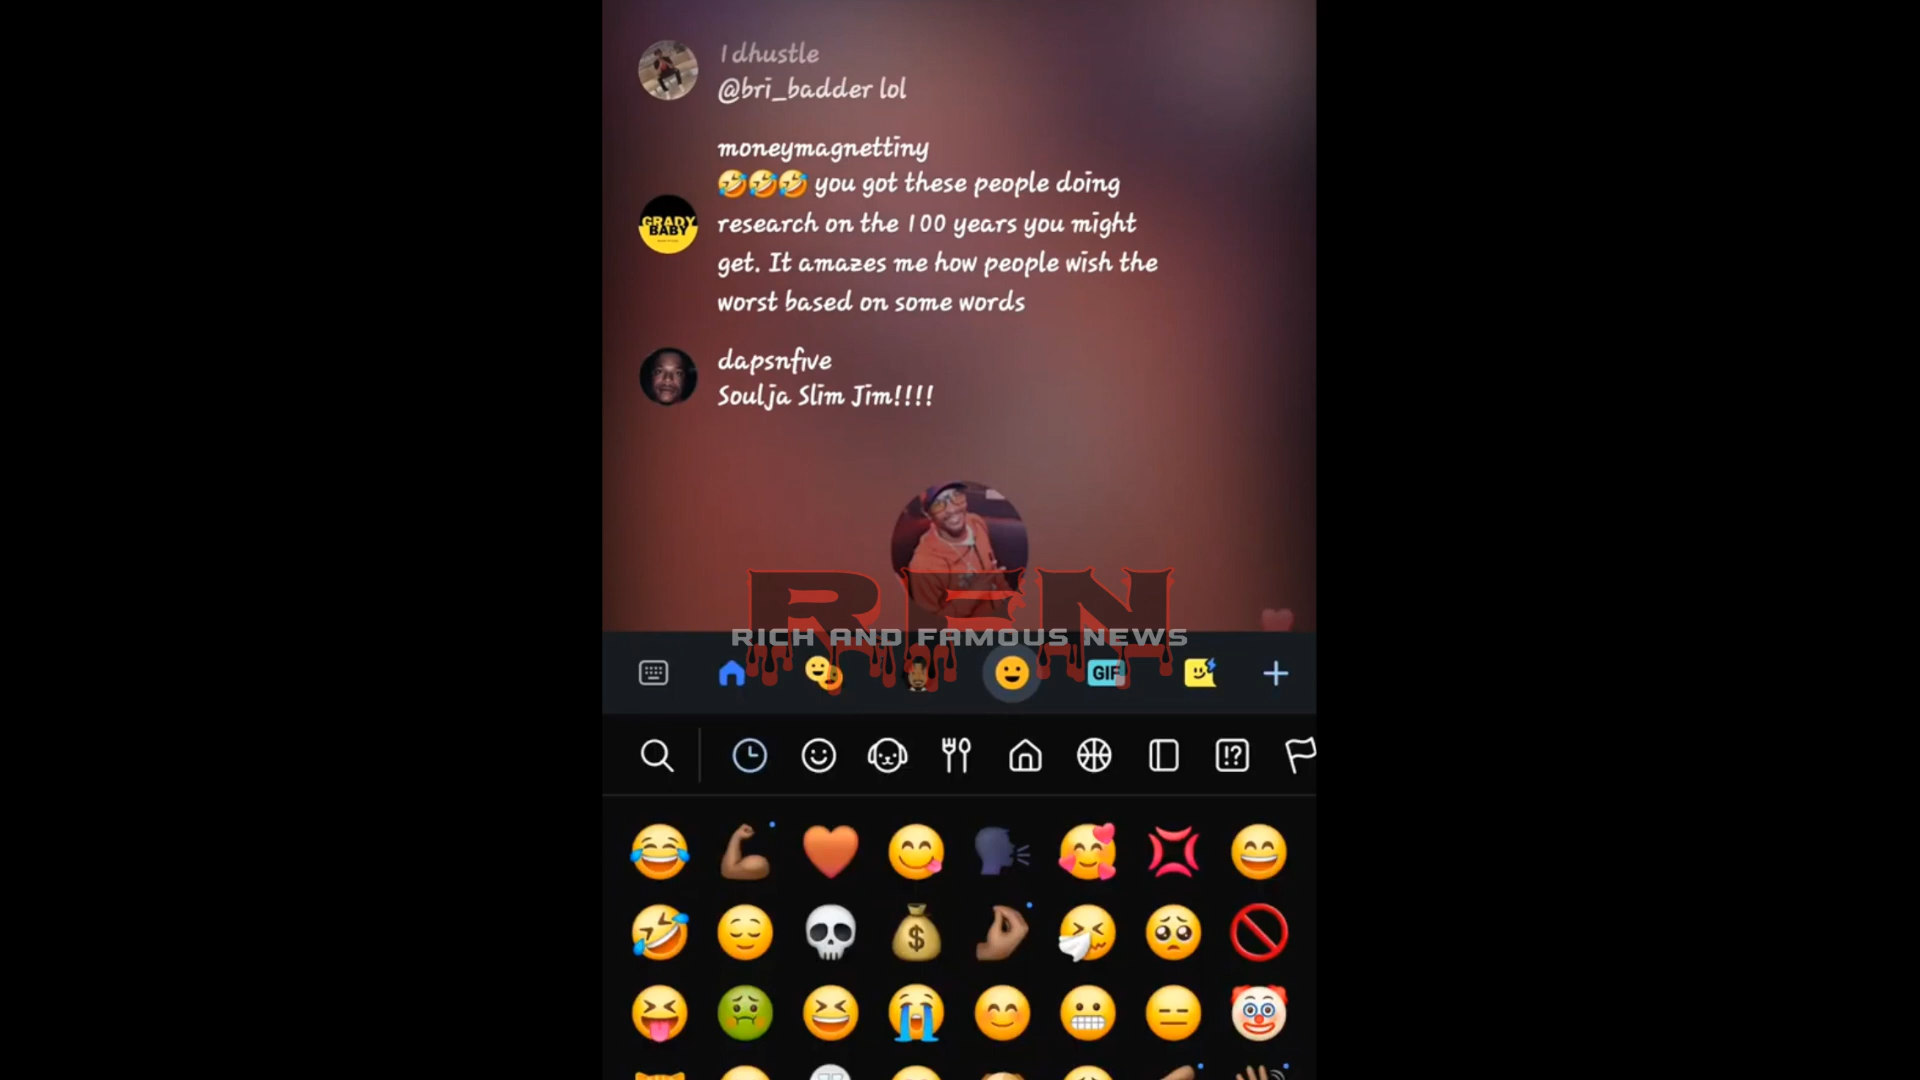 1dhustle
@bri_badder lol
moneymagnettiny
🤣🤣🤣 you got these people doing
research on the 100 years you might
get. It amazes me how people wish the
worst based on some words
GRADY
BABY
dapsnfive
Soulja Slim Jim!!!!
RFN
RICH AND FAMOUS NEWS
GIF
!?